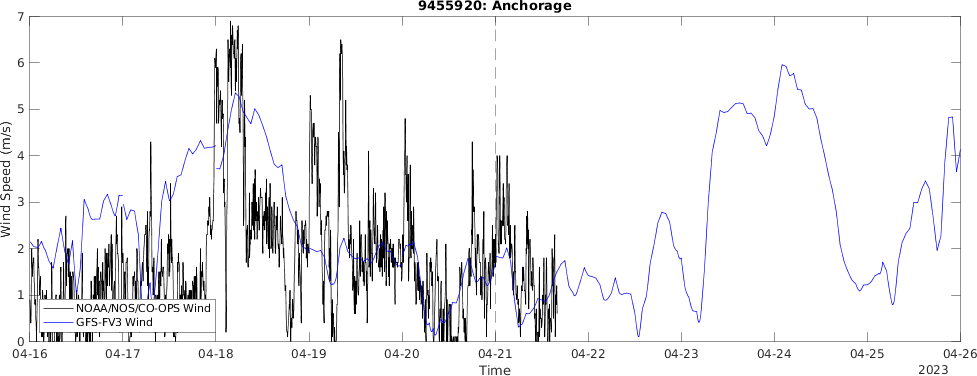 9455920: Anchorage
7
6
5
4
3
2
1
0
Wind Speed (m/s)
NOAA/NOS/CO-OPS Wind
GFS-FV3 Wind
04-16 04-17 04-18 04-19 04-20 04-21 04-22 04-23 04-24 04-25 04-26
Time
2023